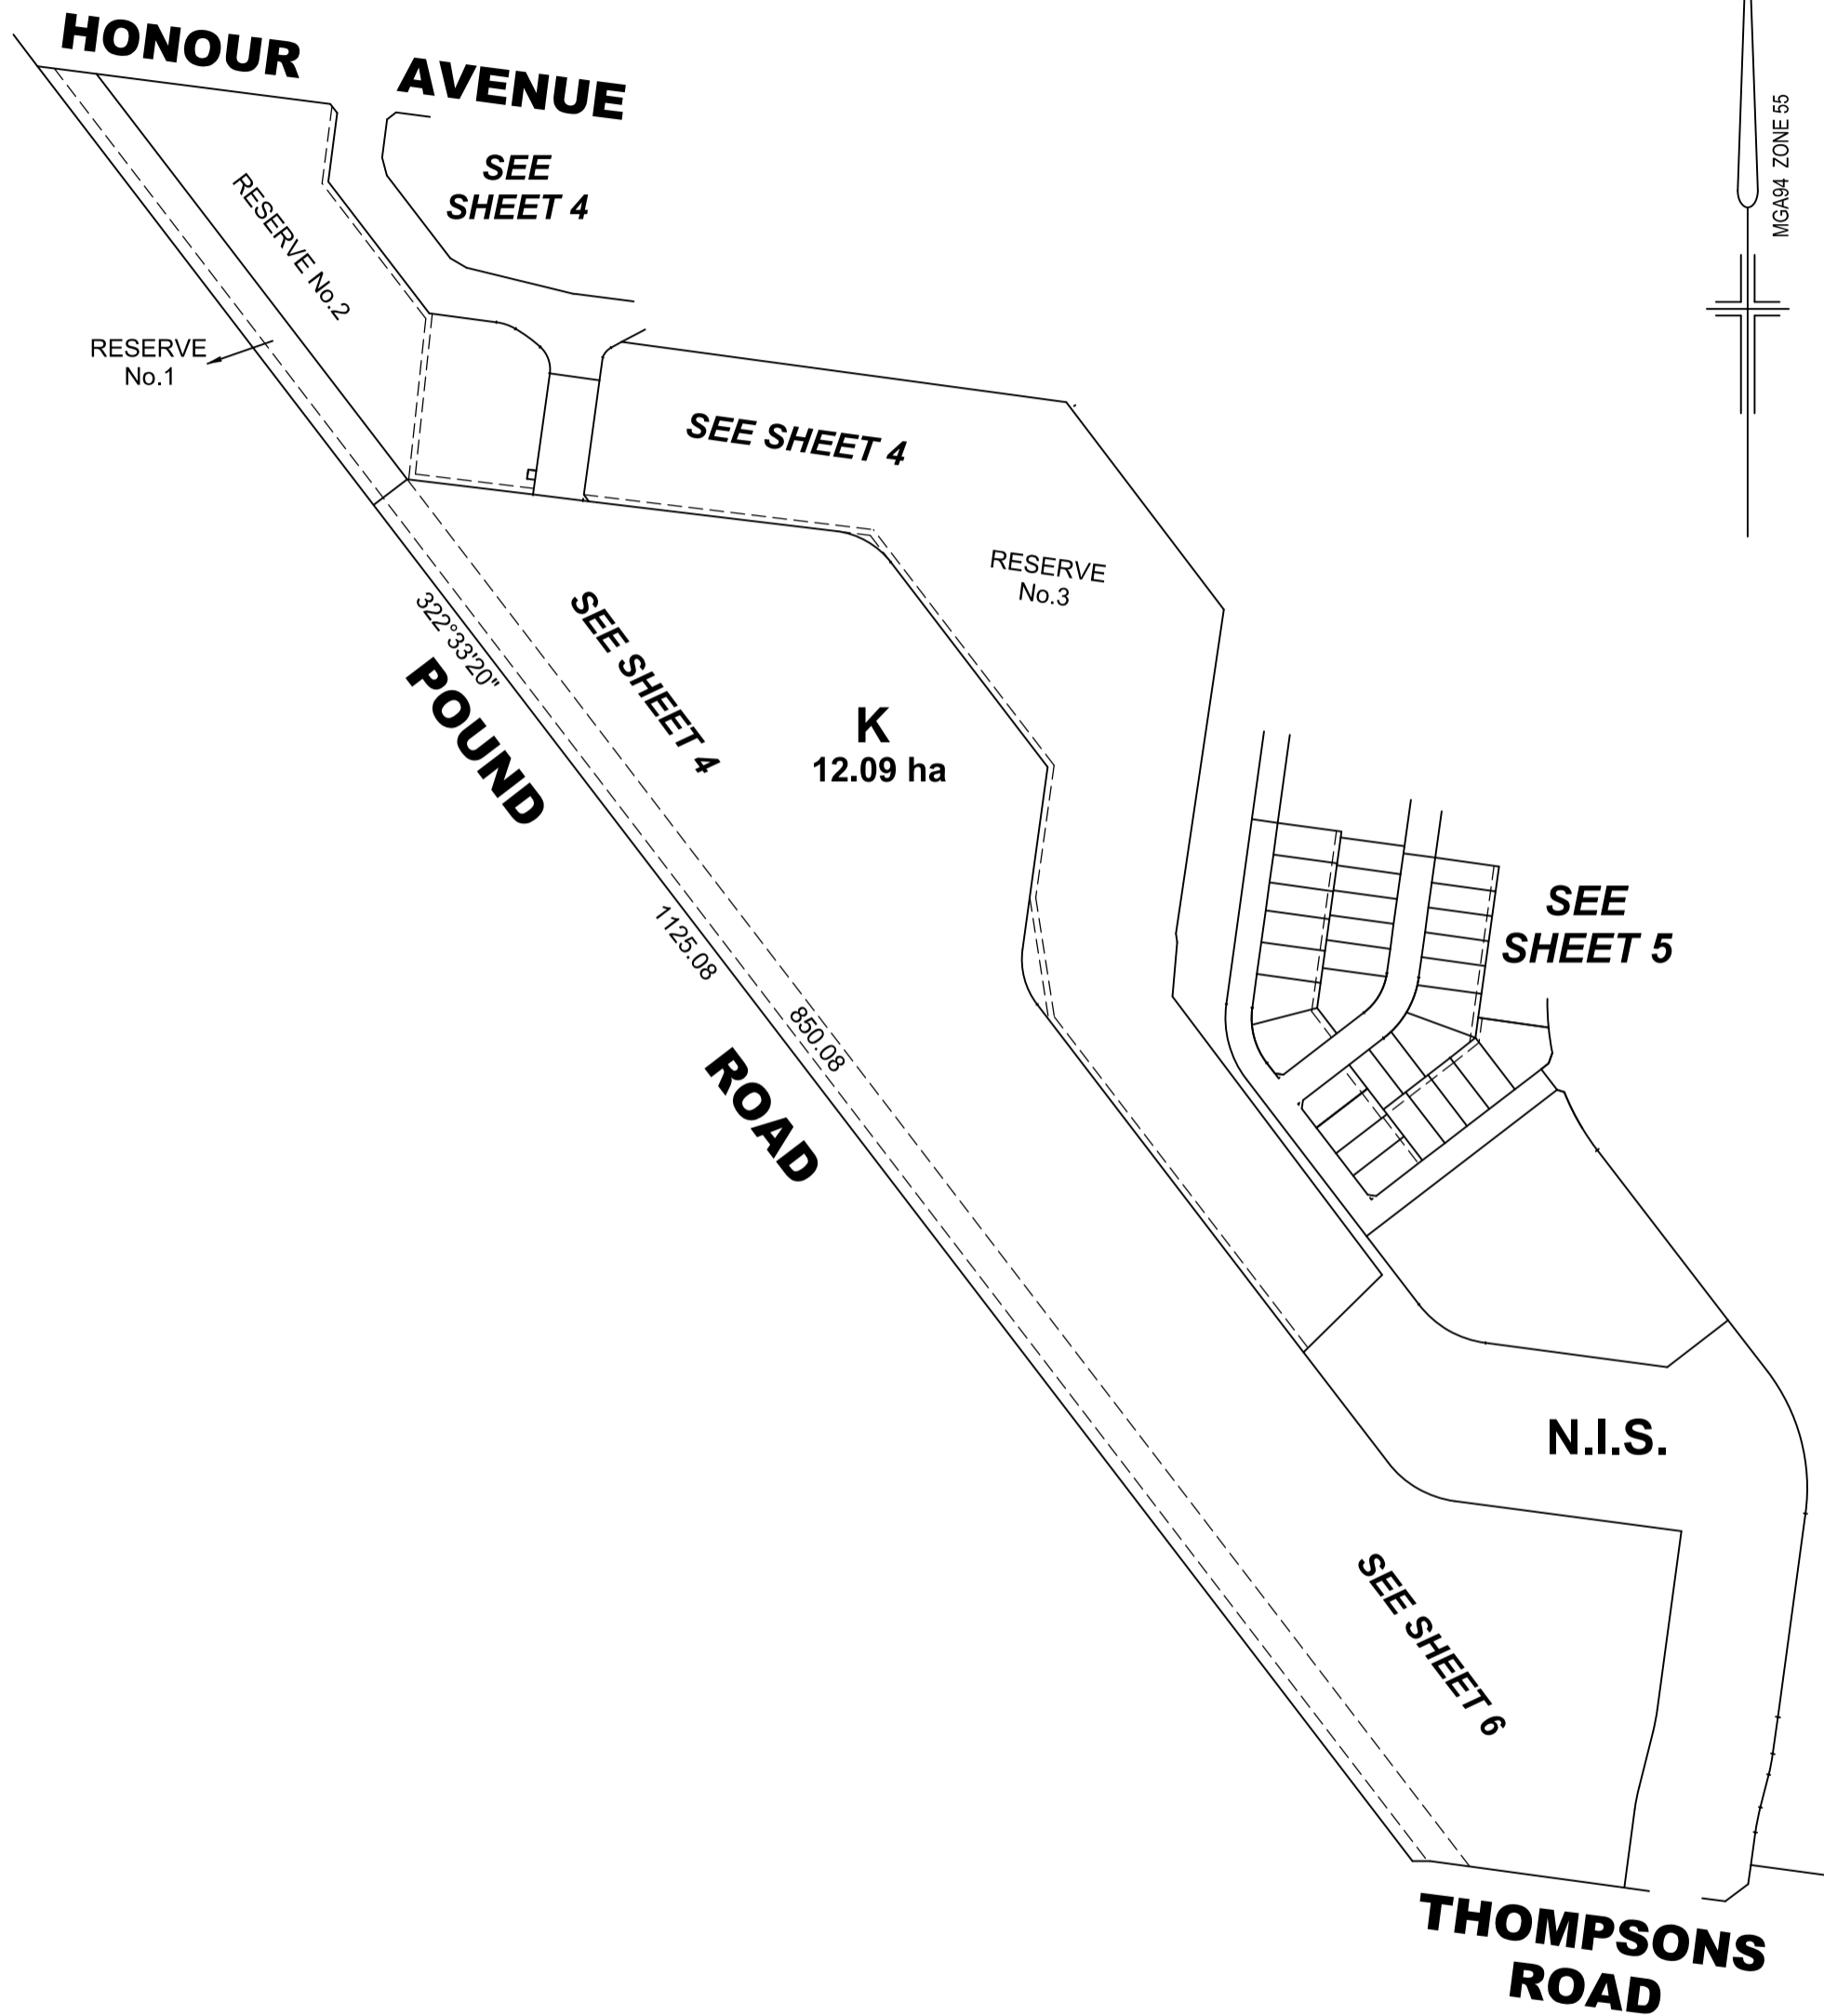 HONOUR AVENUE
SEE
SHEET 4
MGA94 ZONE 55
RESERVE No.2
RESERVE
No.1
SEE SHEET 4
RESERVE
No.3
322°33'20"
POUND ROAD
SEE SHEET 4
K
12.09 ha
1125.08
850.08
SEE
SHEET 5
N.I.S.
SEE SHEET 6
THOMPSONS
ROAD